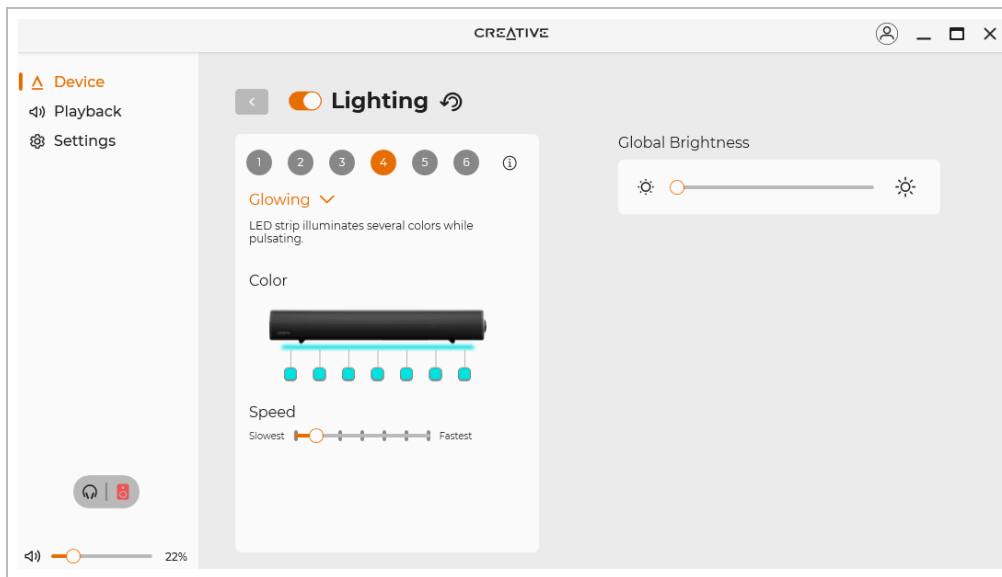 CREATIVE
Device
Playback
Settings
Lighting
1 2 3 4 5 6
Glowing
LED strip illuminates several colors while
pulsating.
Color
Speed
Slowest Fastest
Global Brightness
22%